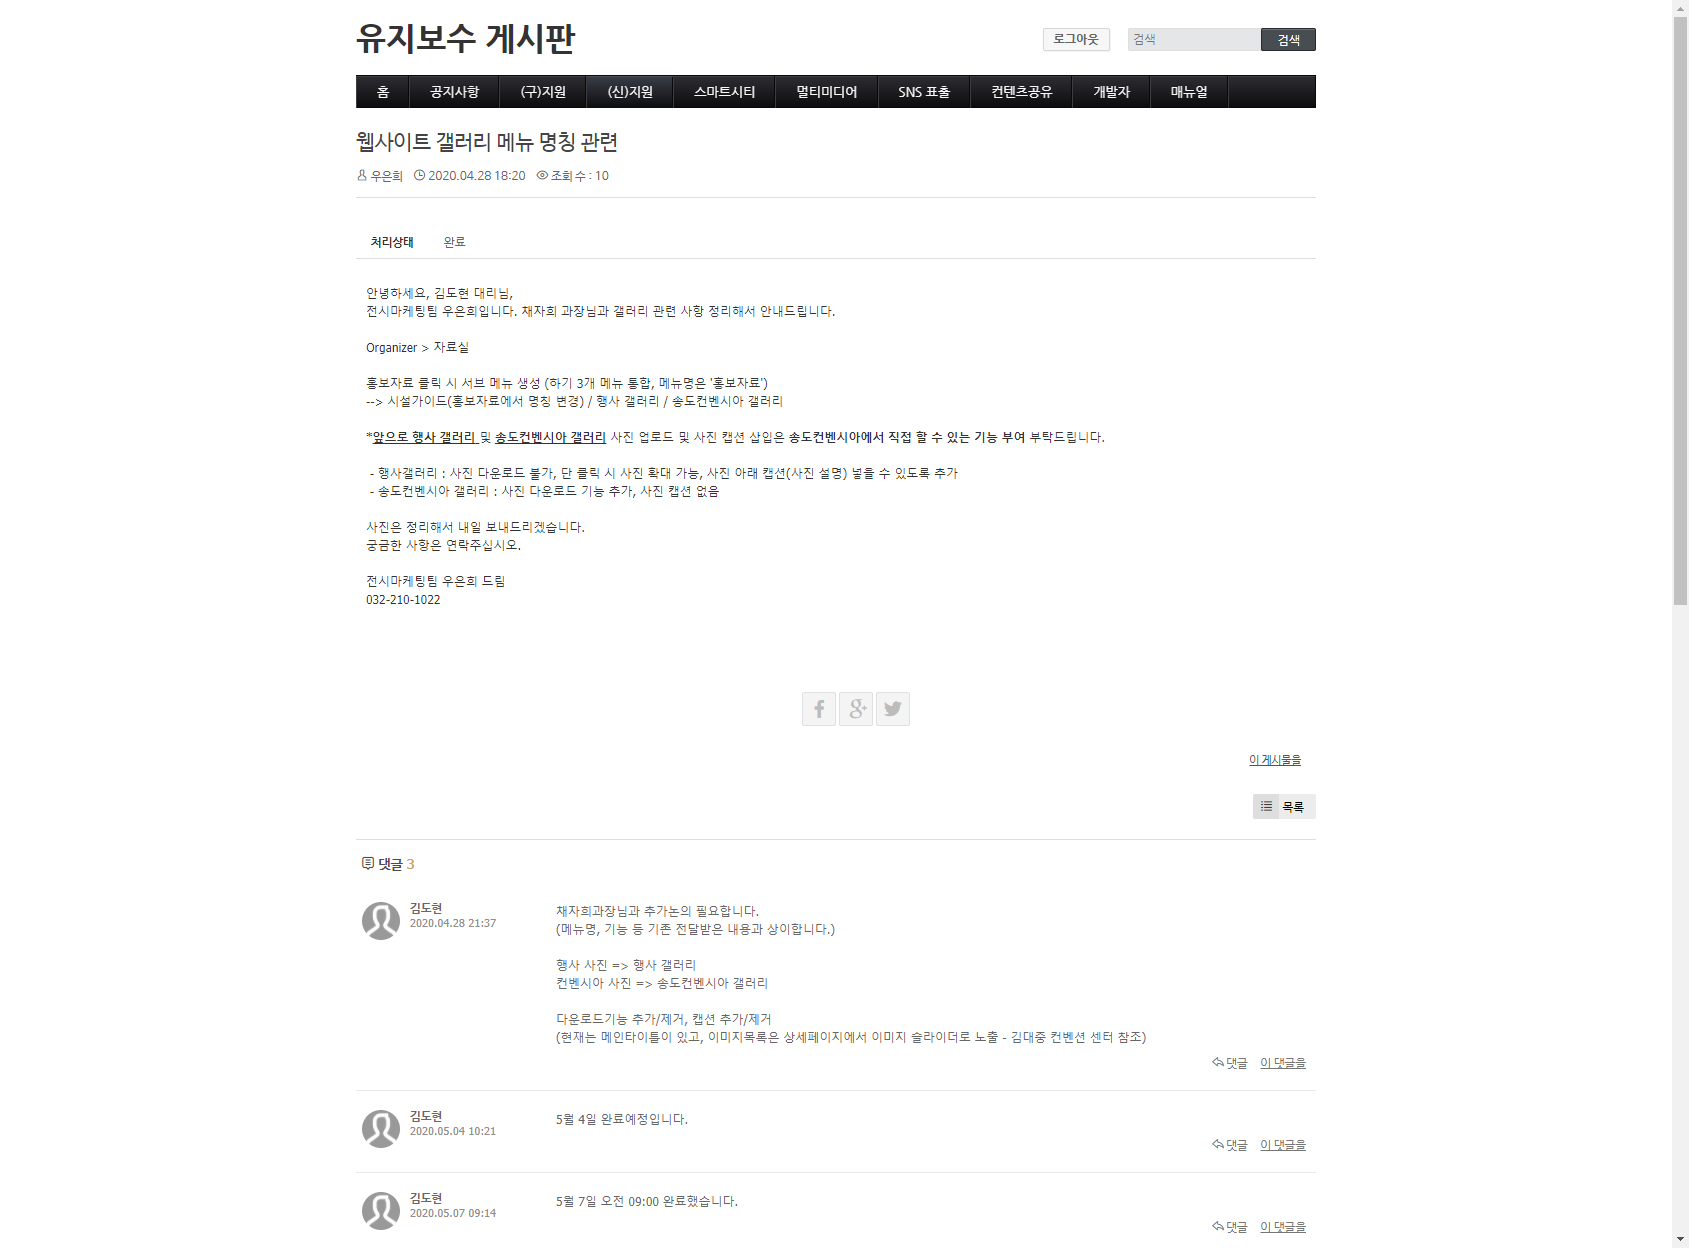 유지보수 게시판
로그아웃 검색 검색
홈 공지사항 (구)지원 (신)지원 스마트시티 멀티미디어 SNS 표출 컨텐츠공유 개발자 매뉴얼
웹사이트 갤러리 메뉴 명칭 관련
우은희 2020.04.28 18:20 조회 수 : 10
처리상태 완료
안녕하세요, 김도현 대리님,
전시마케팅팀 우은희입니다. 채자희 과장님과 갤러리 관련 사항 정리해서 안내드립니다.
Organizer > 자료실
홍보자료 클릭 시 서브 메뉴 생성 (하기 3개 메뉴 통합, 메뉴명은 '홍보자료')
--> 시설가이드(홍보자료에서 명칭 변경) / 행사 갤러리 / 송도컨벤시아 갤러리
*앞으로 행사 갤러리 및 송도컨벤시아 갤러리 사진 업로드 및 사진 캡션 삽입은 송도컨벤시아에서 직접 할 수 있는 기능 부여 부탁드립니다.
- 행사갤러리 : 사진 다운로드 불가, 단 클릭 시 사진 확대 가능, 사진 아래 캡션(사진 설명) 넣을 수 있도록 추가
- 송도컨벤시아 갤러리 : 사진 다운로드 기능 추가, 사진 캡션 없음
사진은 정리해서 내일 보내드리겠습니다.
궁금한 사항은 연락주십시오.
전시마케팅팀 우은희 드림
032-210-1022
이 게시물을
목록
댓글 3
김도현
2020.04.28 21:37
채자희과장님과 추가논의 필요합니다.
(메뉴명, 기능 등 기존 전달받은 내용과 상이합니다.)
행사 사진 => 행사 갤러리
컨벤시아 사진 => 송도컨벤시아 갤러리
다운로드기능 추가/제거, 캡션 추가/제거
(현재는 메인타이틀이 있고, 이미지목록은 상세페이지에서 이미지 슬라이더로 노출 - 김대중 컨벤션 센터 참조)
댓글 이 댓글을
김도현
2020.05.04 10:21
5월 4일 완료예정입니다.
댓글 이 댓글을
김도현
2020.05.07 09:14
5월 7일 오전 09:00 완료했습니다.
댓글 이 댓글을